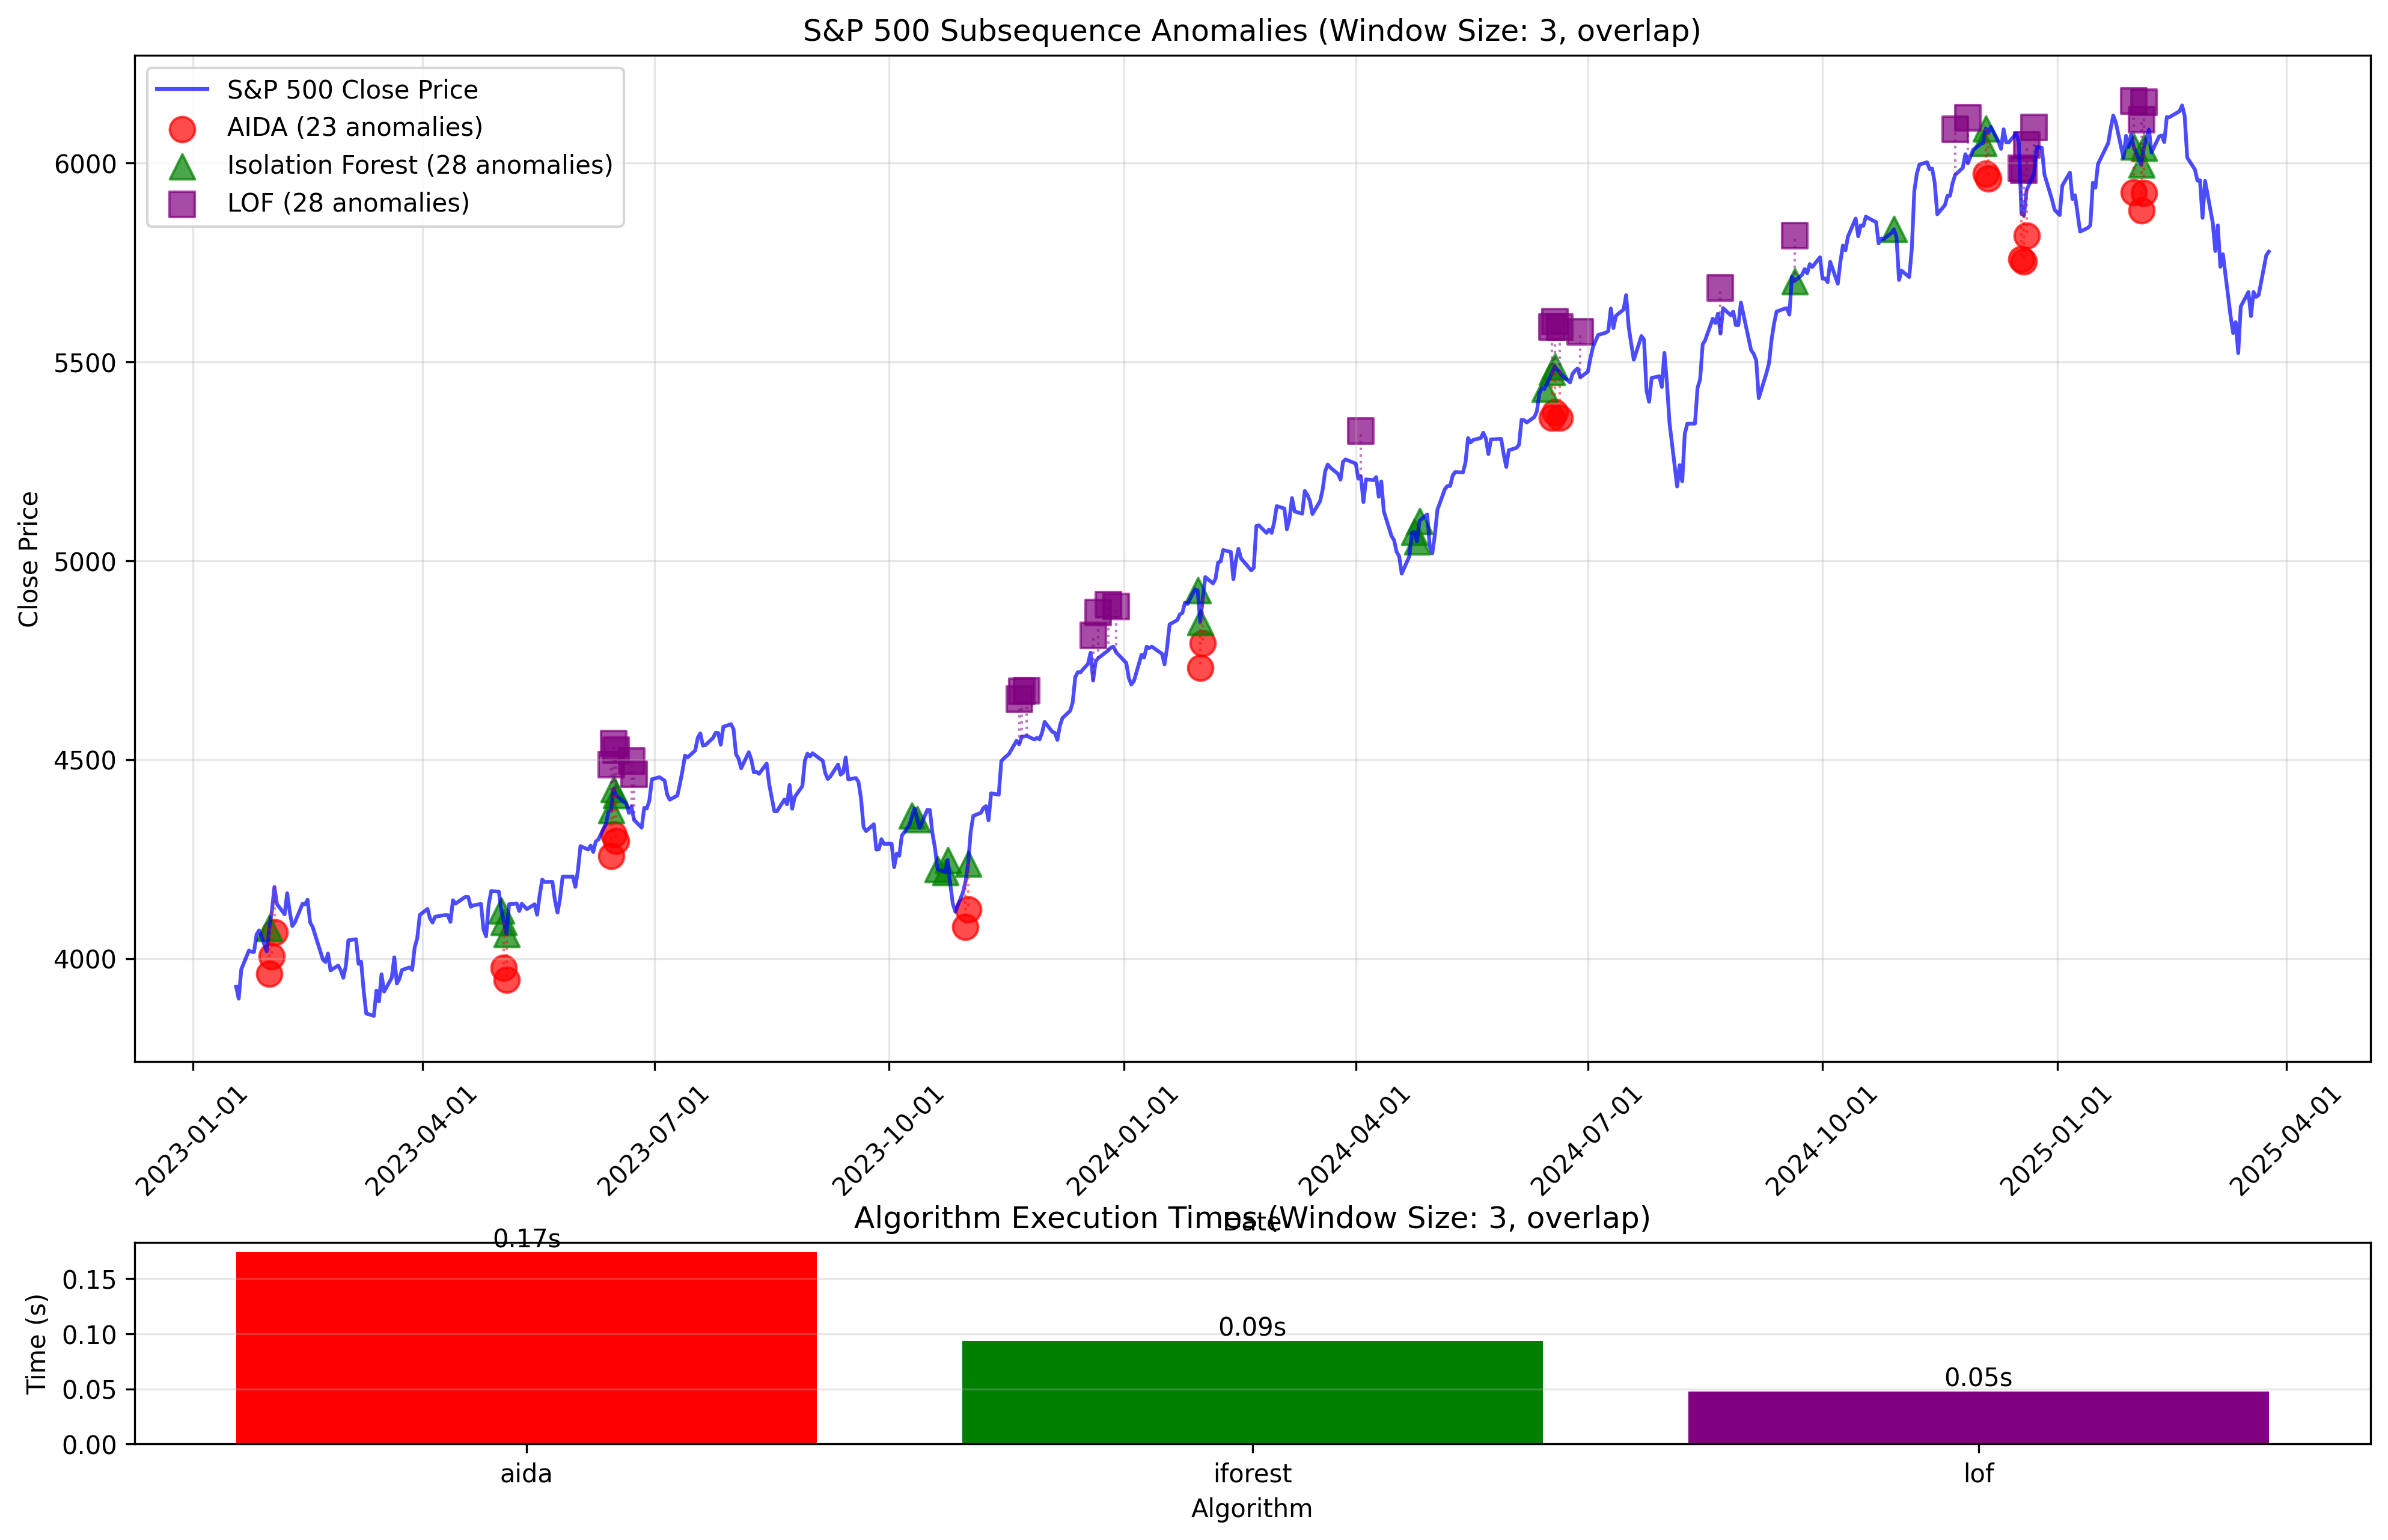 S&P 500 Subsequence Anomalies (Window Size: 3, overlap)
S&P 500 Close Price
AIDA (23 anomalies)
Isolation Forest (28 anomalies)
LOF (28 anomalies)
Close Price
6000
5500
5000
4500
4000
2023-01-01
2023-04-01
2023-07-01
2023-10-01
2024-01-01
2024-04-01
2024-07-01
2024-10-01
2025-01-01
2025-04-01
Date
Algorithm Execution Times (Window Size: 3, overlap)
Time (s)
0.15
0.10
0.05
0.00
0.17s
0.09s
0.05s
aida
iforest
lof
Algorithm